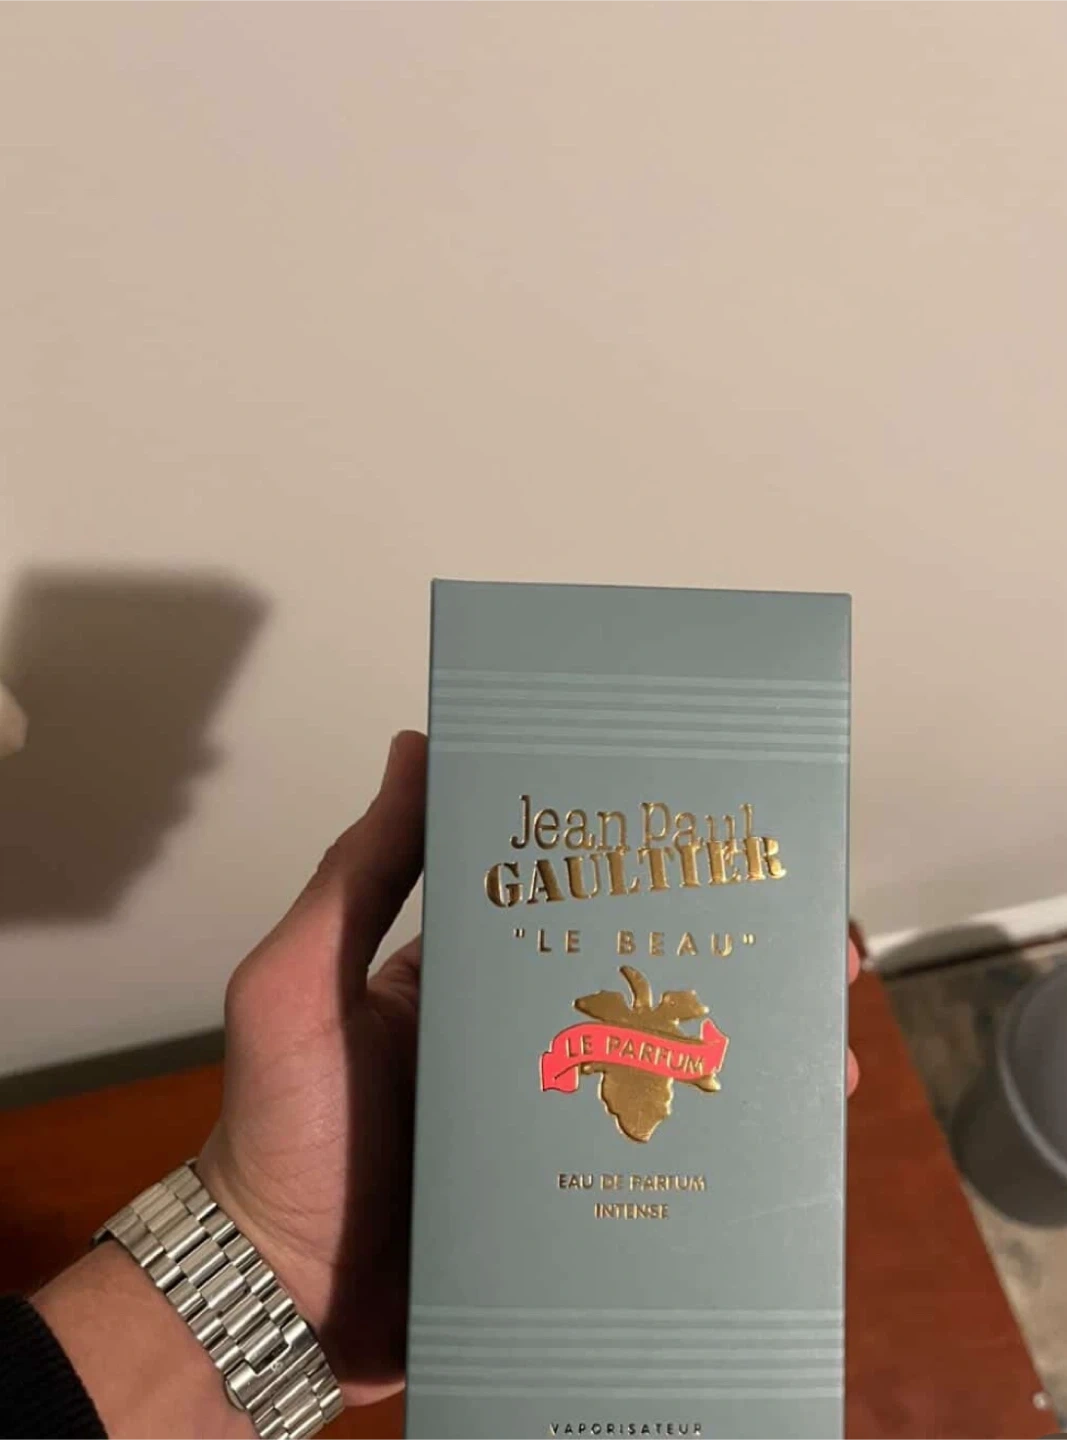 Jean Paul
GAULTIER
"LE BEAU"
LE PARFUM
EAU DE PARFUM
INTENSE
VAPORISATEUR